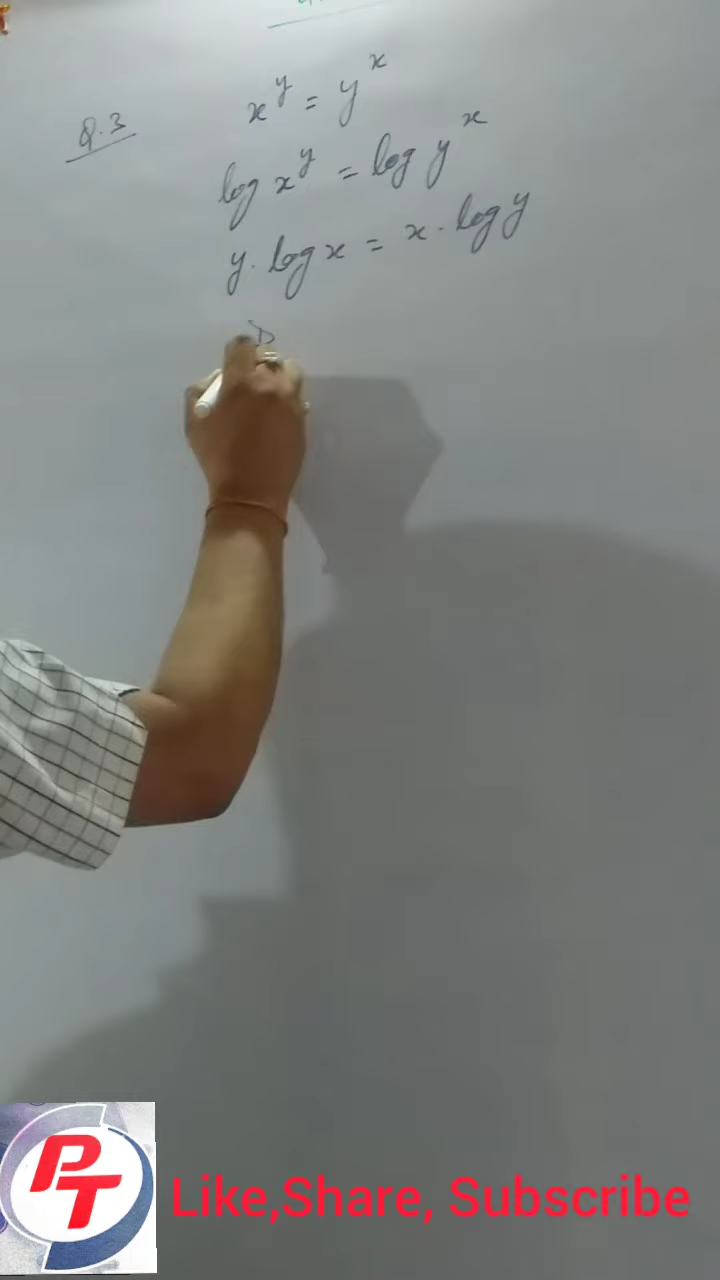 Q.3
x^y = y^x
log x^y = log y^x
y. log x = x. log y
D
PT
Like,Share, Subscribe